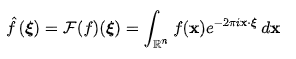 f̂(𝝃) = ℱ(f)(𝝃) = ∫_{ℝⁿ} f(𝐱)e^{−2πi𝐱·𝝃} d𝐱